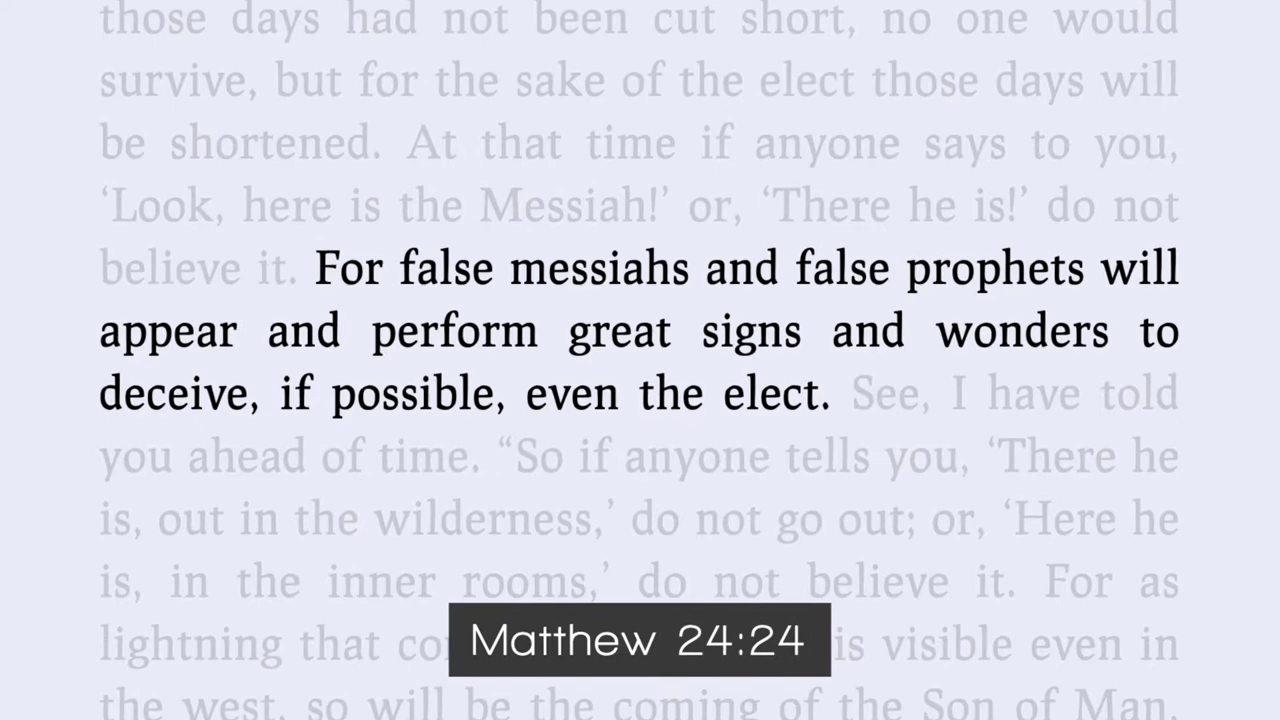 those days had not been cut short, no one would
survive, but for the sake of the elect those days will
be shortened. At that time if anyone says to you,
‘Look, here is the Messiah!’ or, ‘There he is!’ do not
believe it. For false messiahs and false prophets will
appear and perform great signs and wonders to
deceive, if possible, even the elect. See, I have told
you ahead of time. “So if anyone tells you, ‘There he
is, out in the wilderness,’ do not go out; or, ‘Here he
is, in the inner rooms,’ do not believe it. For as
lightning that is visible even in
Matthew 24:24
the west, so will be the coming of the Son of Man.